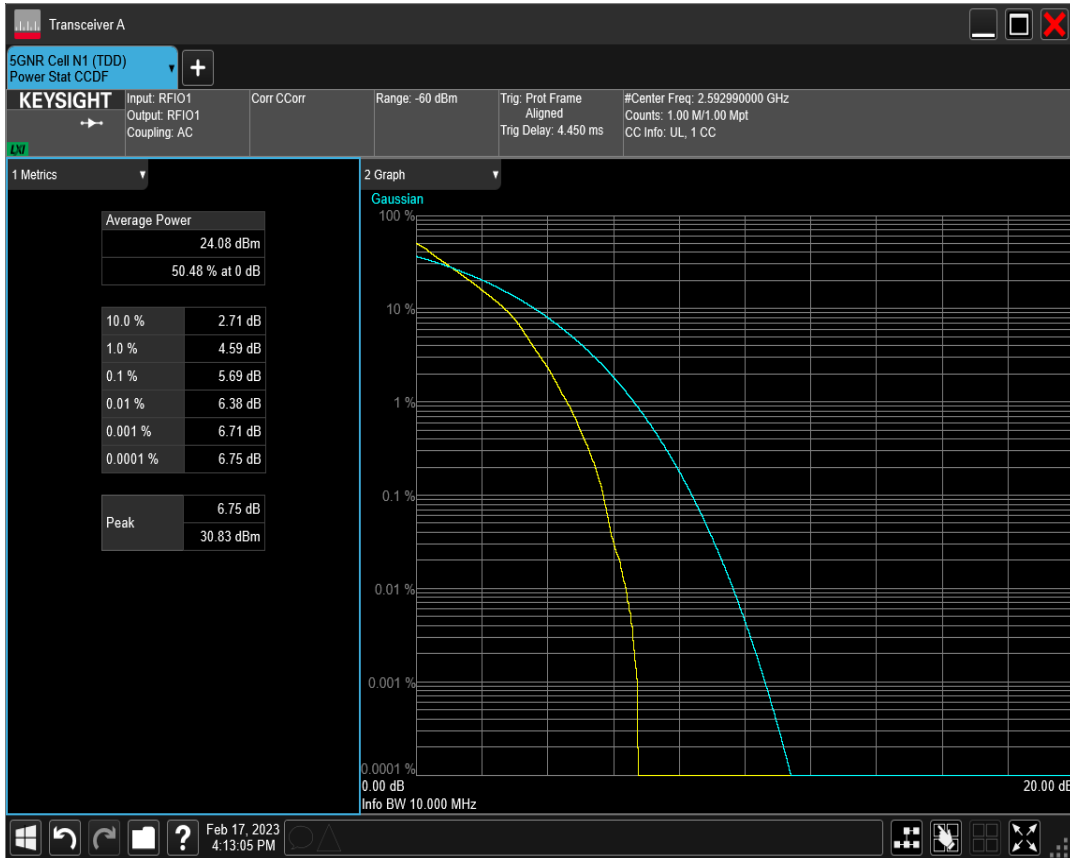 Transceiver A
5GNR Cell N1 (TDD)
Power Stat CCDF
+
KEYSIGHT
LXI
Input: RFIO1
Output: RFIO1
Coupling: AC
Corr CCorr
Range: -60 dBm
Trig: Prot Frame
Aligned
Trig Delay: 4.450 ms
#Center Freq: 2.592990000 GHz
Counts: 1.00 M/1.00 Mpt
CC Info: UL, 1 CC
1 Metrics
Average Power
24.08 dBm
50.48 % at 0 dB
10.0 % 2.71 dB
1.0 % 4.59 dB
0.1 % 5.69 dB
0.01 % 6.38 dB
0.001 % 6.71 dB
0.0001 % 6.75 dB
Peak
6.75 dB
30.83 dBm
2 Graph
Gaussian
100 %
10 %
1 %
0.1 %
0.01 %
0.001 %
0.0001 %
0.00 dB
20.00 dB
Info BW 10.000 MHz
?
Feb 17, 2023
4:13:05 PM